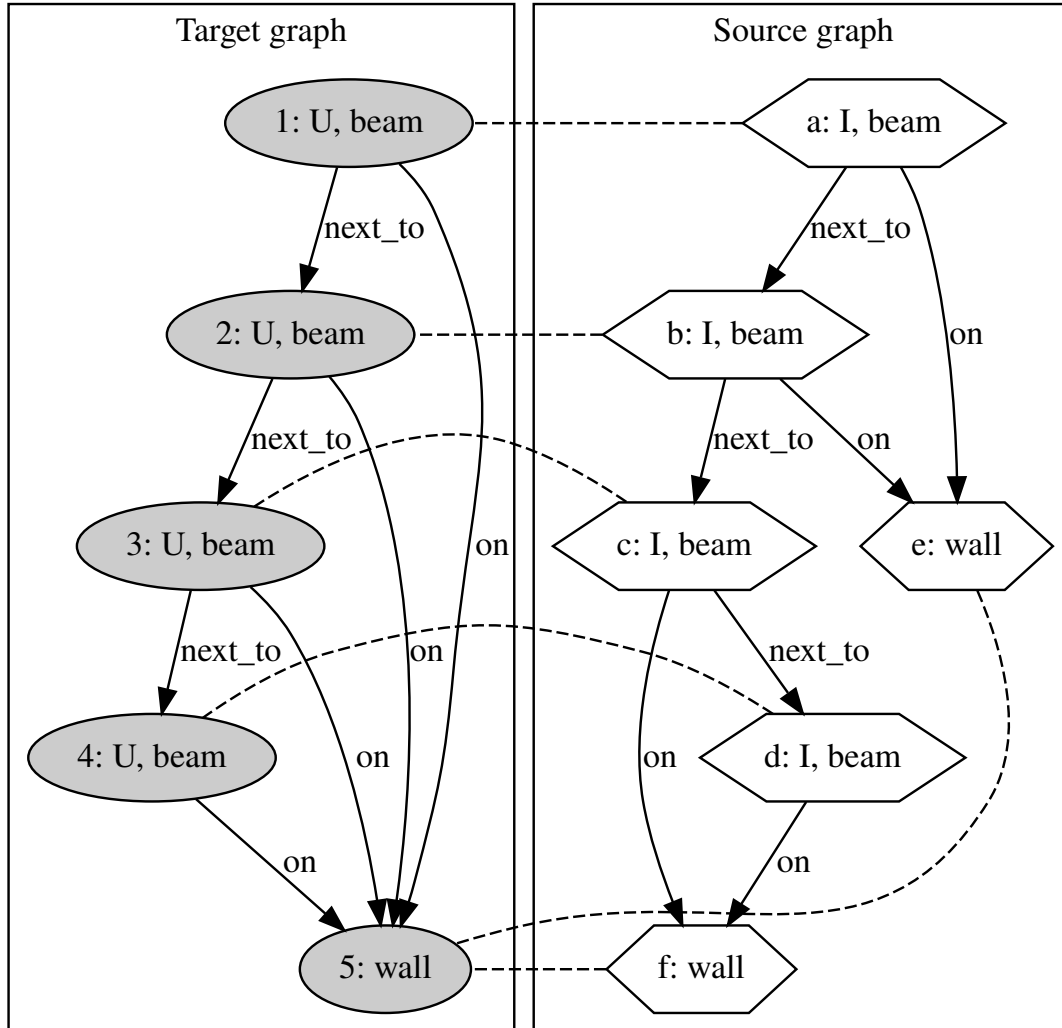 Target graph
1: U, beam
next_to
2: U, beam
next_to
3: U, beam
on
next_to
on
on
4: U, beam
on
5: wall
Source graph
a: I, beam
next_to
b: I, beam
on
next_to
on
c: I, beam
e: wall
next_to
on
d: I, beam
on
f: wall